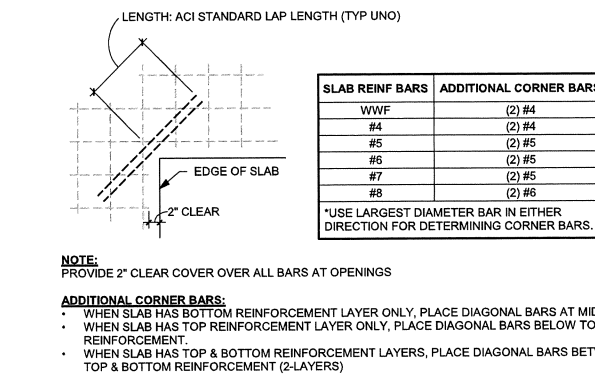 LENGTH: ACI STANDARD LAP LENGTH (TYP UNO)
SLAB REINF BARS ADDITIONAL CORNER BARS
WWF (2) #4
#4 (2) #4
#5 (2) #5
#6 (2) #5
#7 (2) #5
#8 (2) #6
*USE LARGEST DIAMETER BAR IN EITHER
DIRECTION FOR DETERMINING CORNER BARS.
EDGE OF SLAB
2" CLEAR
NOTE:
PROVIDE 2" CLEAR COVER OVER ALL BARS AT OPENINGS
ADDITIONAL CORNER BARS:
• WHEN SLAB HAS BOTTOM REINFORCEMENT LAYER ONLY, PLACE DIAGONAL BARS AT
• WHEN SLAB HAS TOP REINFORCEMENT LAYER ONLY, PLACE DIAGONAL BARS BELOW
REINFORCEMENT.
• WHEN SLAB HAS TOP & BOTTOM REINFORCEMENT LAYERS, PLACE DIAGONAL BARS
TOP & BOTTOM REINFORCEMENT (2-LAYERS)